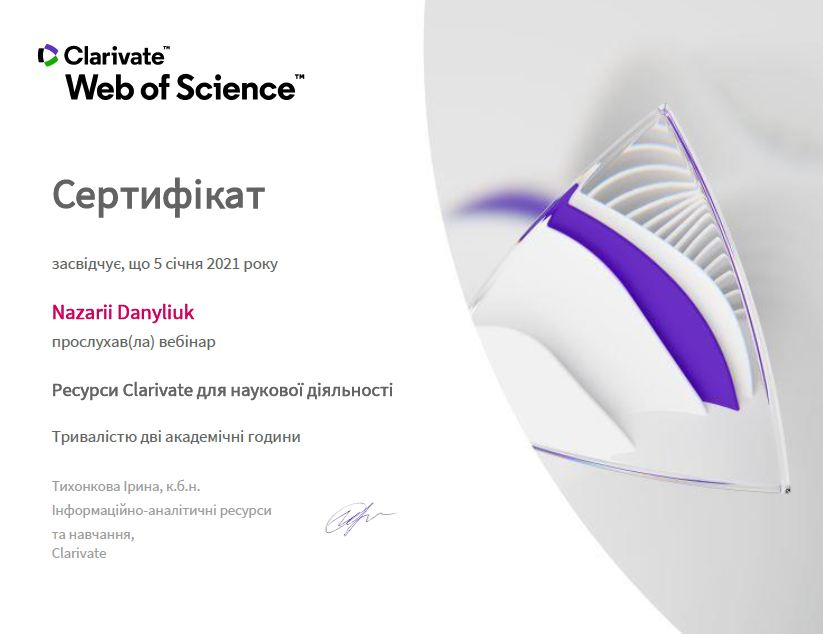 Clarivate™
Web of Science™
Сертифікат
засвідчує, що 5 січня 2021 року
Nazarii Danyliuk
прослухав(ла) вебінар
Ресурси Clarivate для наукової діяльності
Тривалістю дві академічні години
Тихонкова Ірина, к.б.н.
Інформаційно-аналітичні ресурси
та навчання,
Clarivate